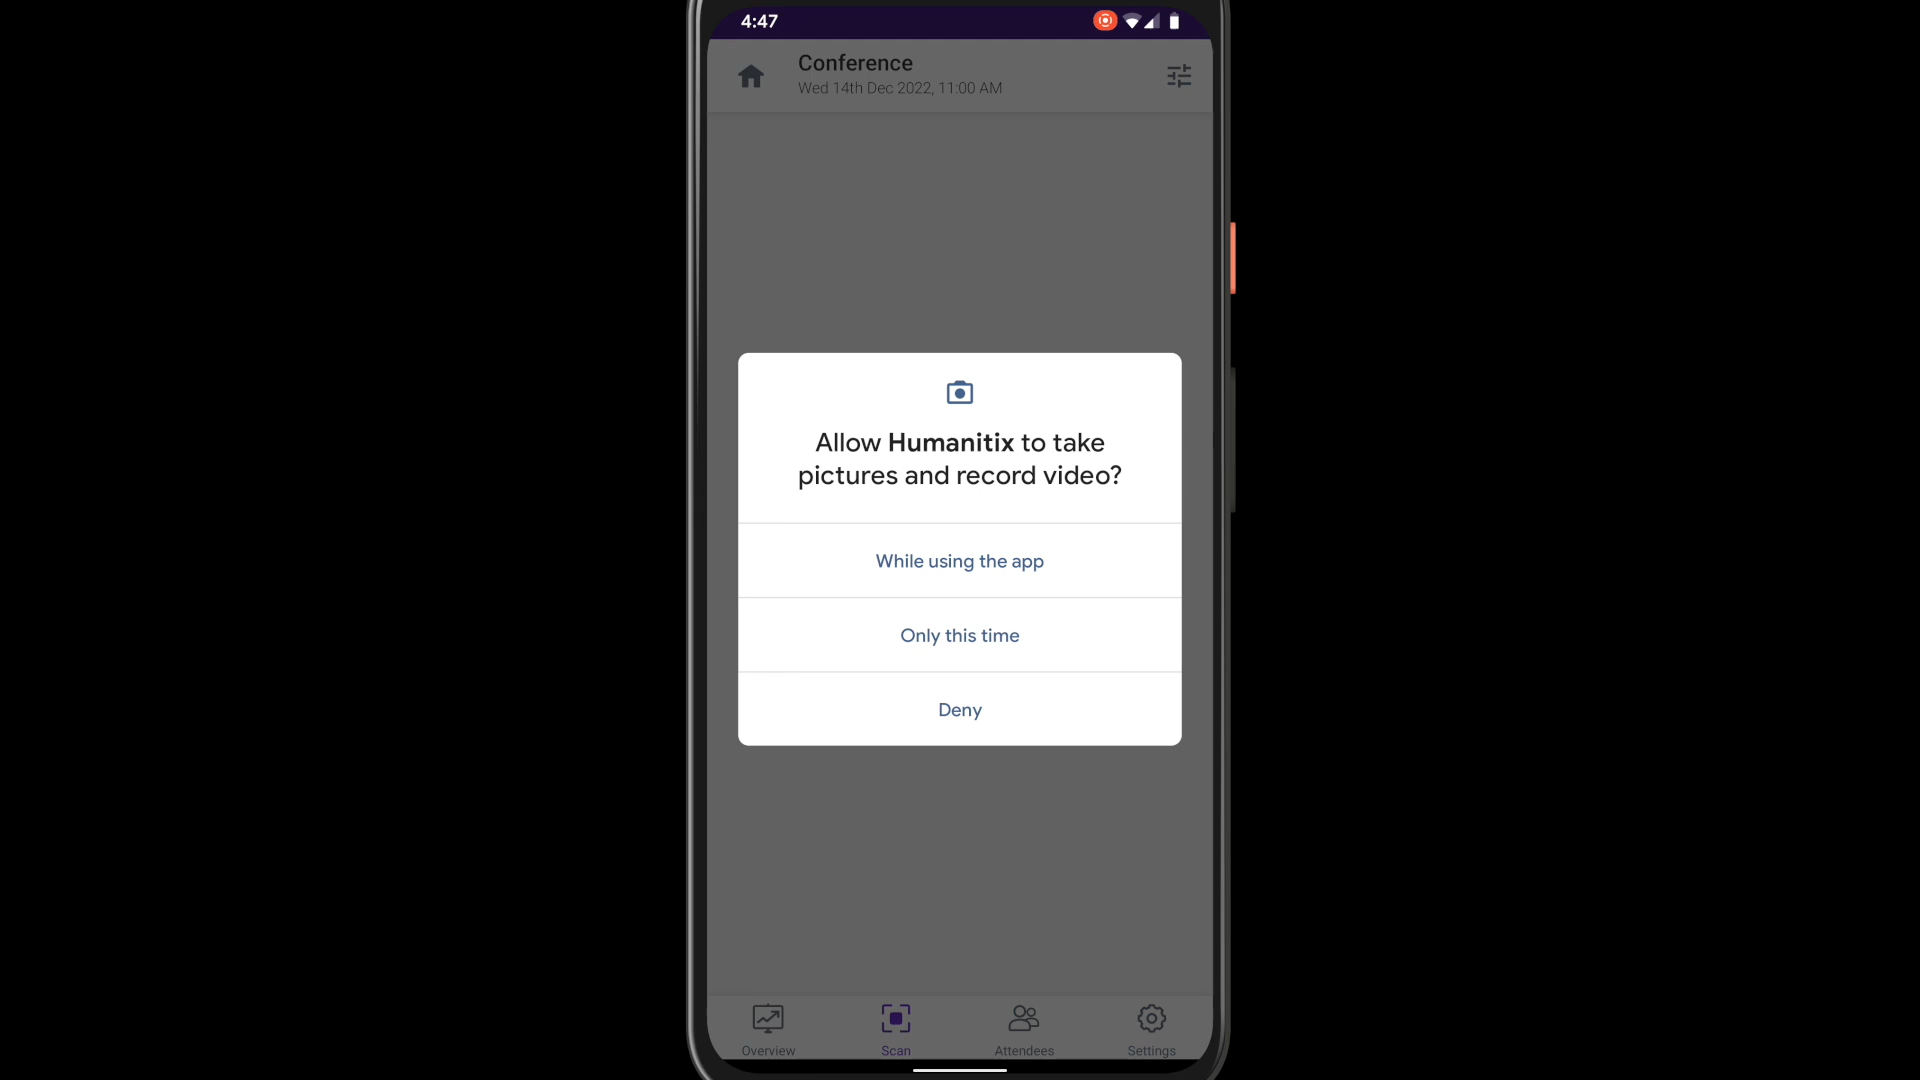 4:47
Conference
Wed 14th Dec 2022, 11:00 AM
Allow Humanitix to take
pictures and record video?
While using the app
Only this time
Deny
Overview
Scan
Attendees
Settings